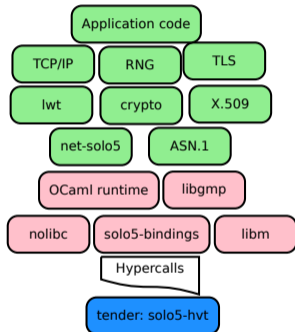 Application code
TCP/IP RNG TLS
lwt crypto X.509
net-solo5 ASN.1
OCaml runtime libgmp
nolibc solo5-bindings libm
Hypercalls
tender: solo5-hvt